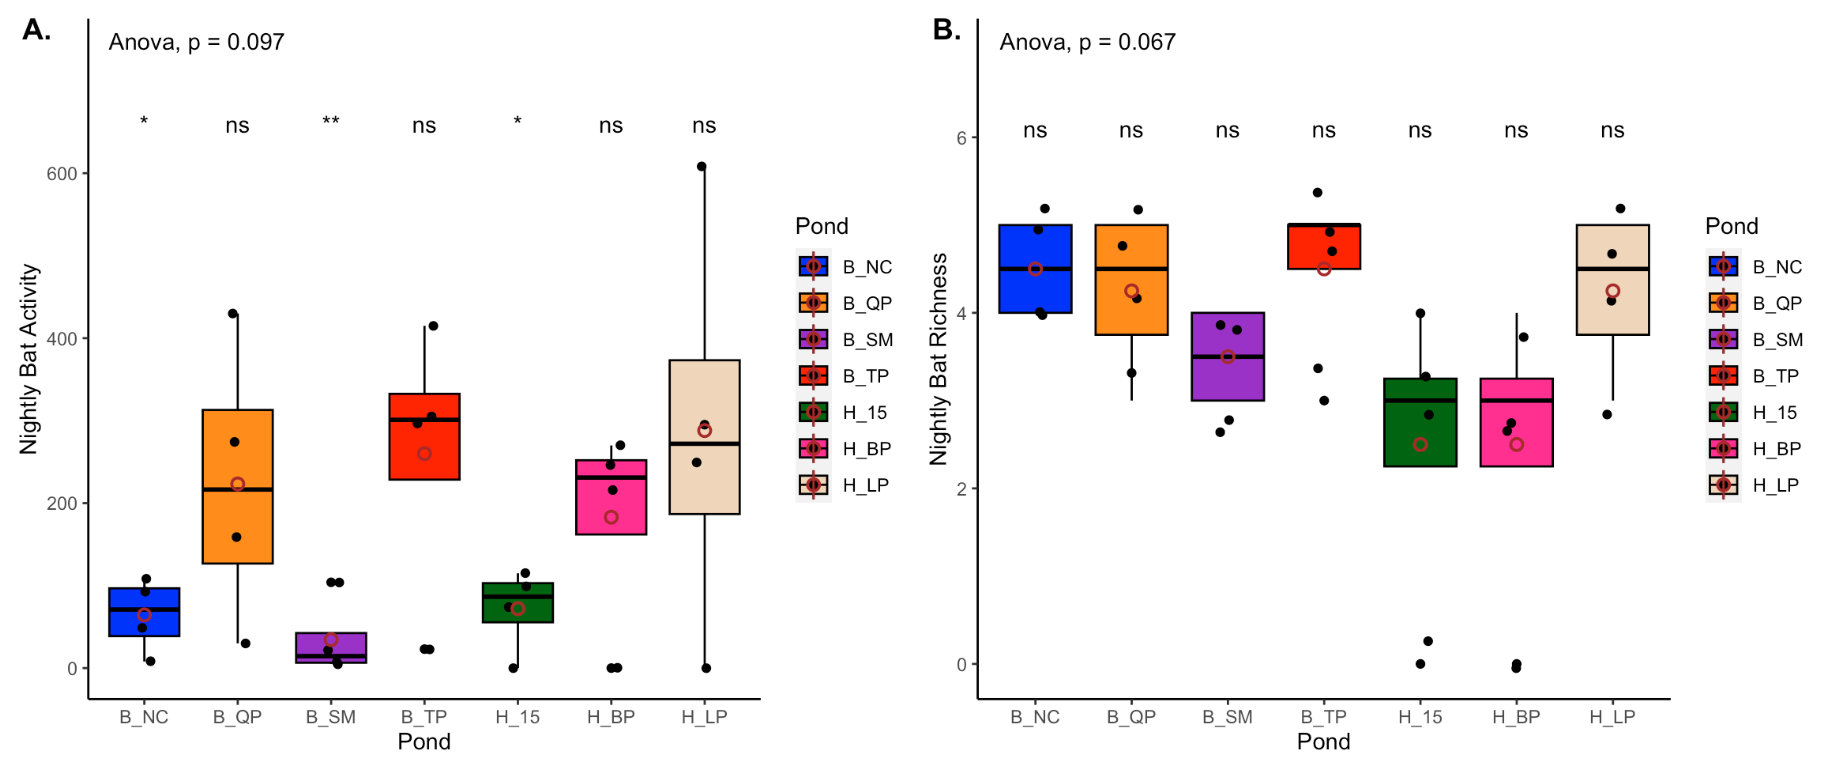 A.
Anova, p = 0.097
* ns ** ns * ns ns
Nightly Bat Activity
600
400
200
0
B_NC B_QP B_SM B_TP H_15 H_BP H_LP
Pond
Pond
B_NC
B_QP
B_SM
B_TP
H_15
H_BP
H_LP
B.
Anova, p = 0.067
ns ns ns ns ns ns ns
Nightly Bat Richness
6
4
2
0
B_NC B_QP B_SM B_TP H_15 H_BP H_LP
Pond
Pond
B_NC
B_QP
B_SM
B_TP
H_15
H_BP
H_LP